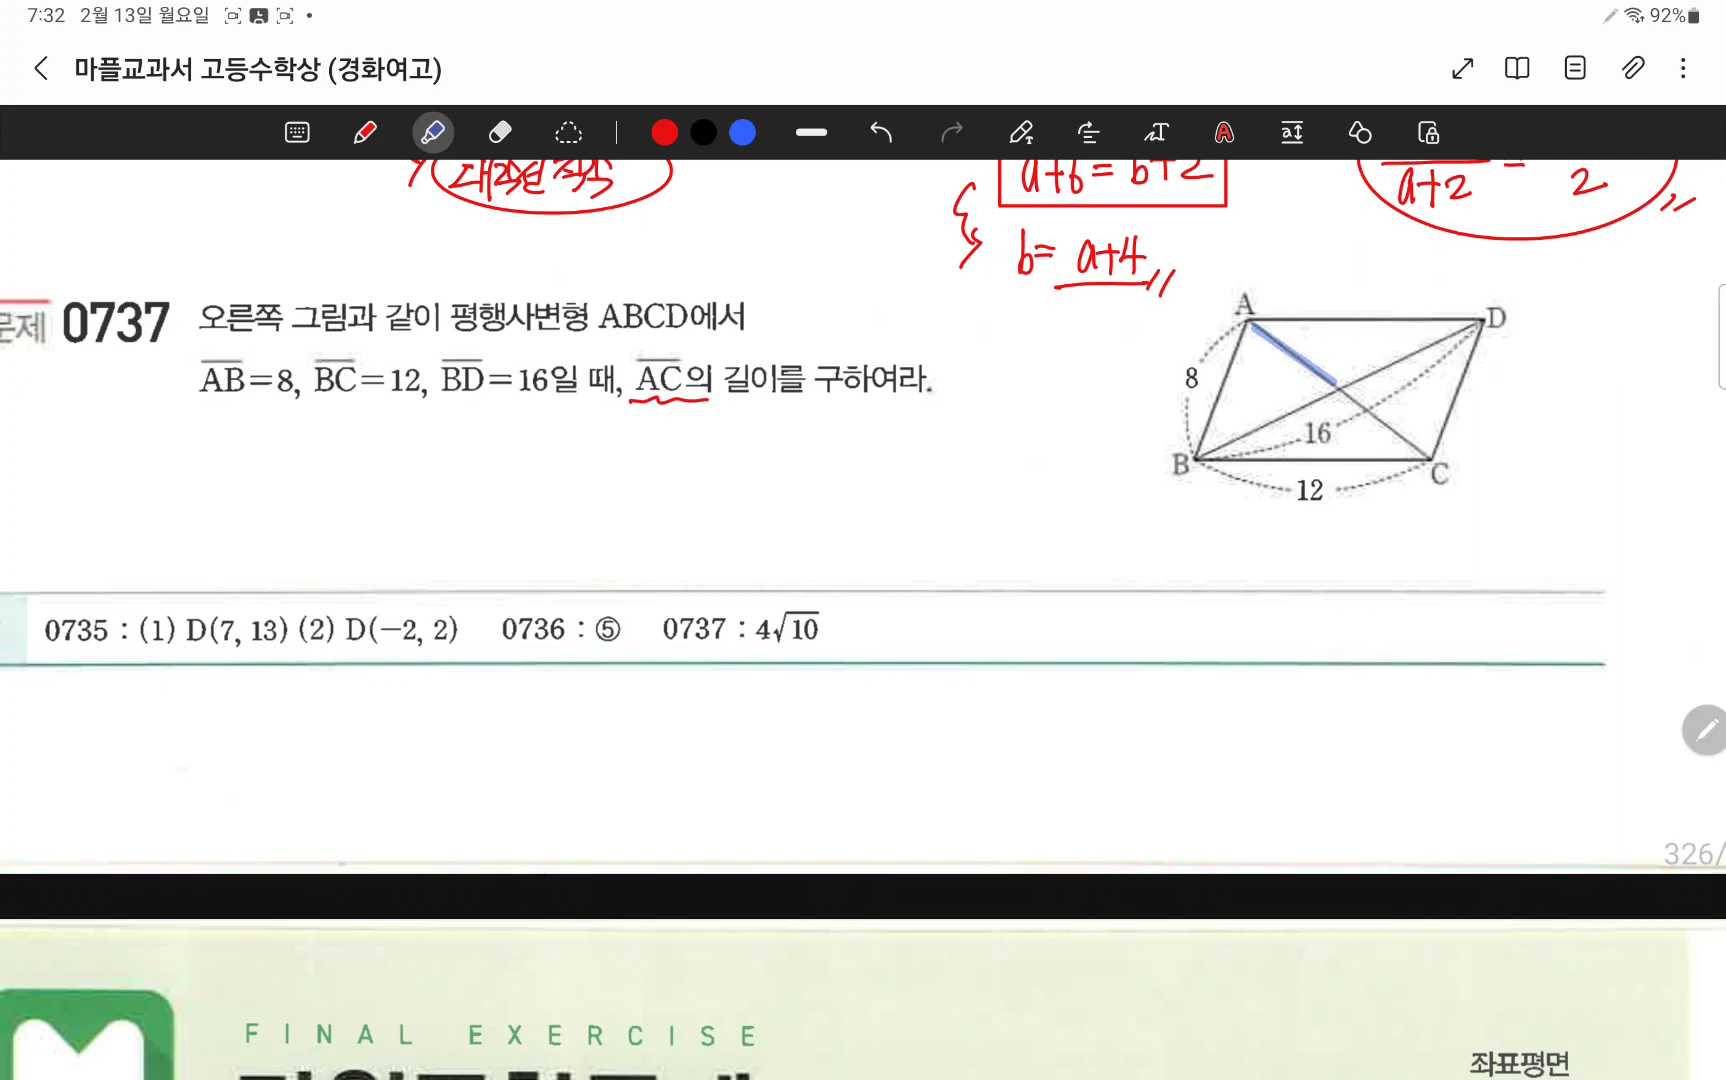 7:32 2월 13일 월요일
92%
마플교과서 고등수학상 (경화여고)
a+b = b+2
a+2 = 2
b = a+4
문제 0737 오른쪽 그림과 같이 평행사변형 ABCD에서
AB=8, BC=12, BD=16일 때, AC의 길이를 구하여라.
A
D
8
16
B
C
12
0735 : (1) D(7, 13) (2) D(−2, 2) 0736 : ⑤ 0737 : 4√10
326/
FINAL EXERCISE
좌표평면